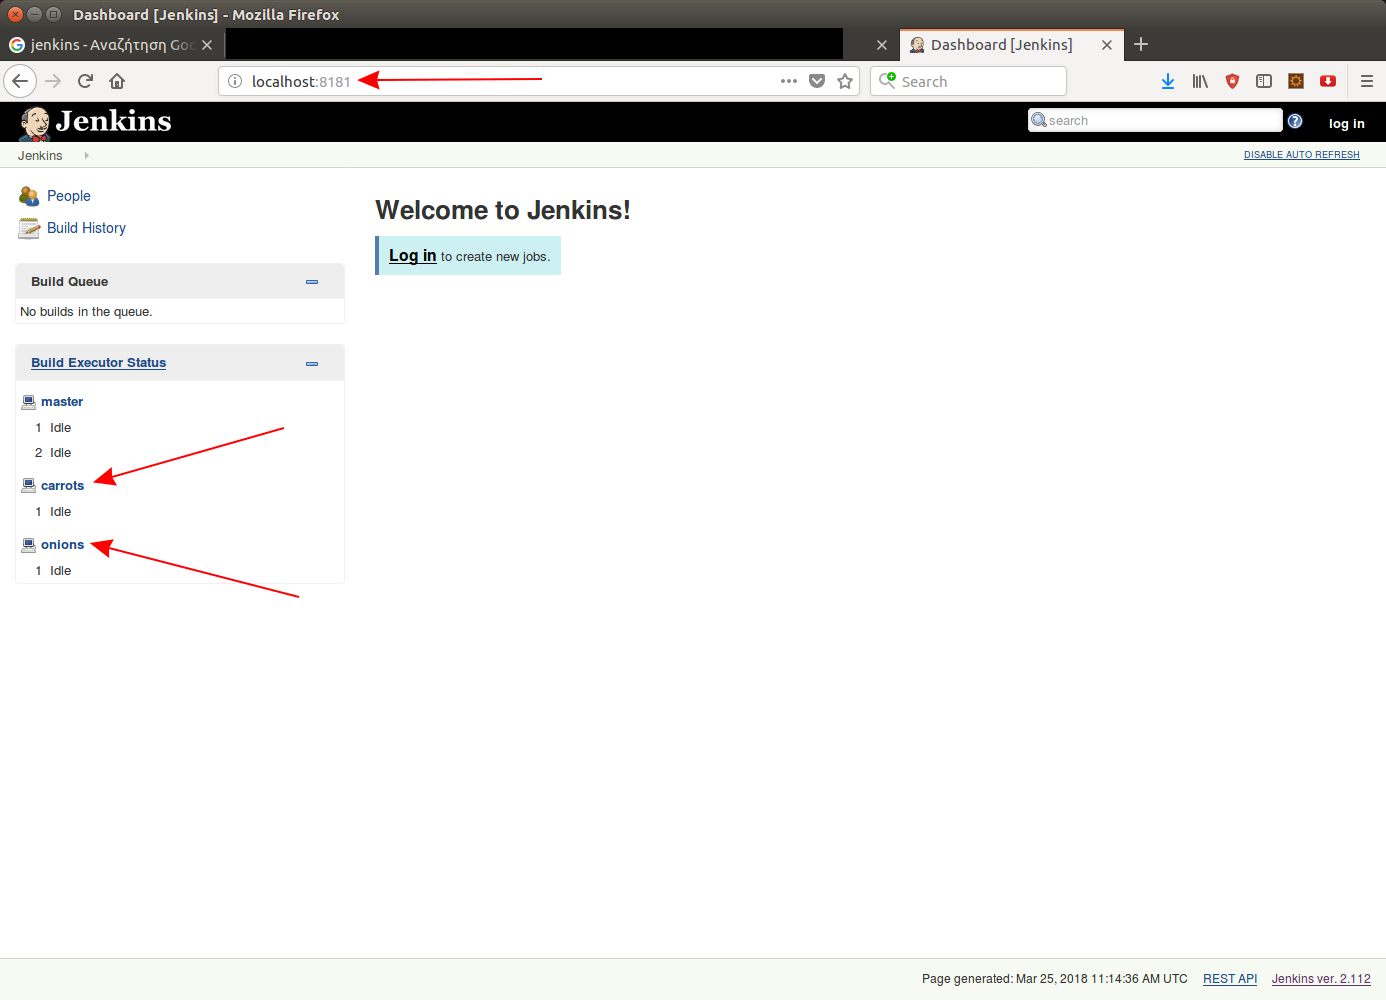 Dashboard [Jenkins] - Mozilla Firefox
jenkins - Αναζήτηση Goo
Dashboard [Jenkins]
localhost:8181
Search
Jenkins
search
log in
Jenkins
DISABLE AUTO REFRESH
People
Build History
Build Queue
No builds in the queue.
Build Executor Status
master
1 Idle
2 Idle
carrots
1 Idle
onions
1 Idle
Welcome to Jenkins!
Log in to create new jobs.
Page generated: Mar 25, 2018 11:14:36 AM UTC REST API Jenkins ver. 2.112